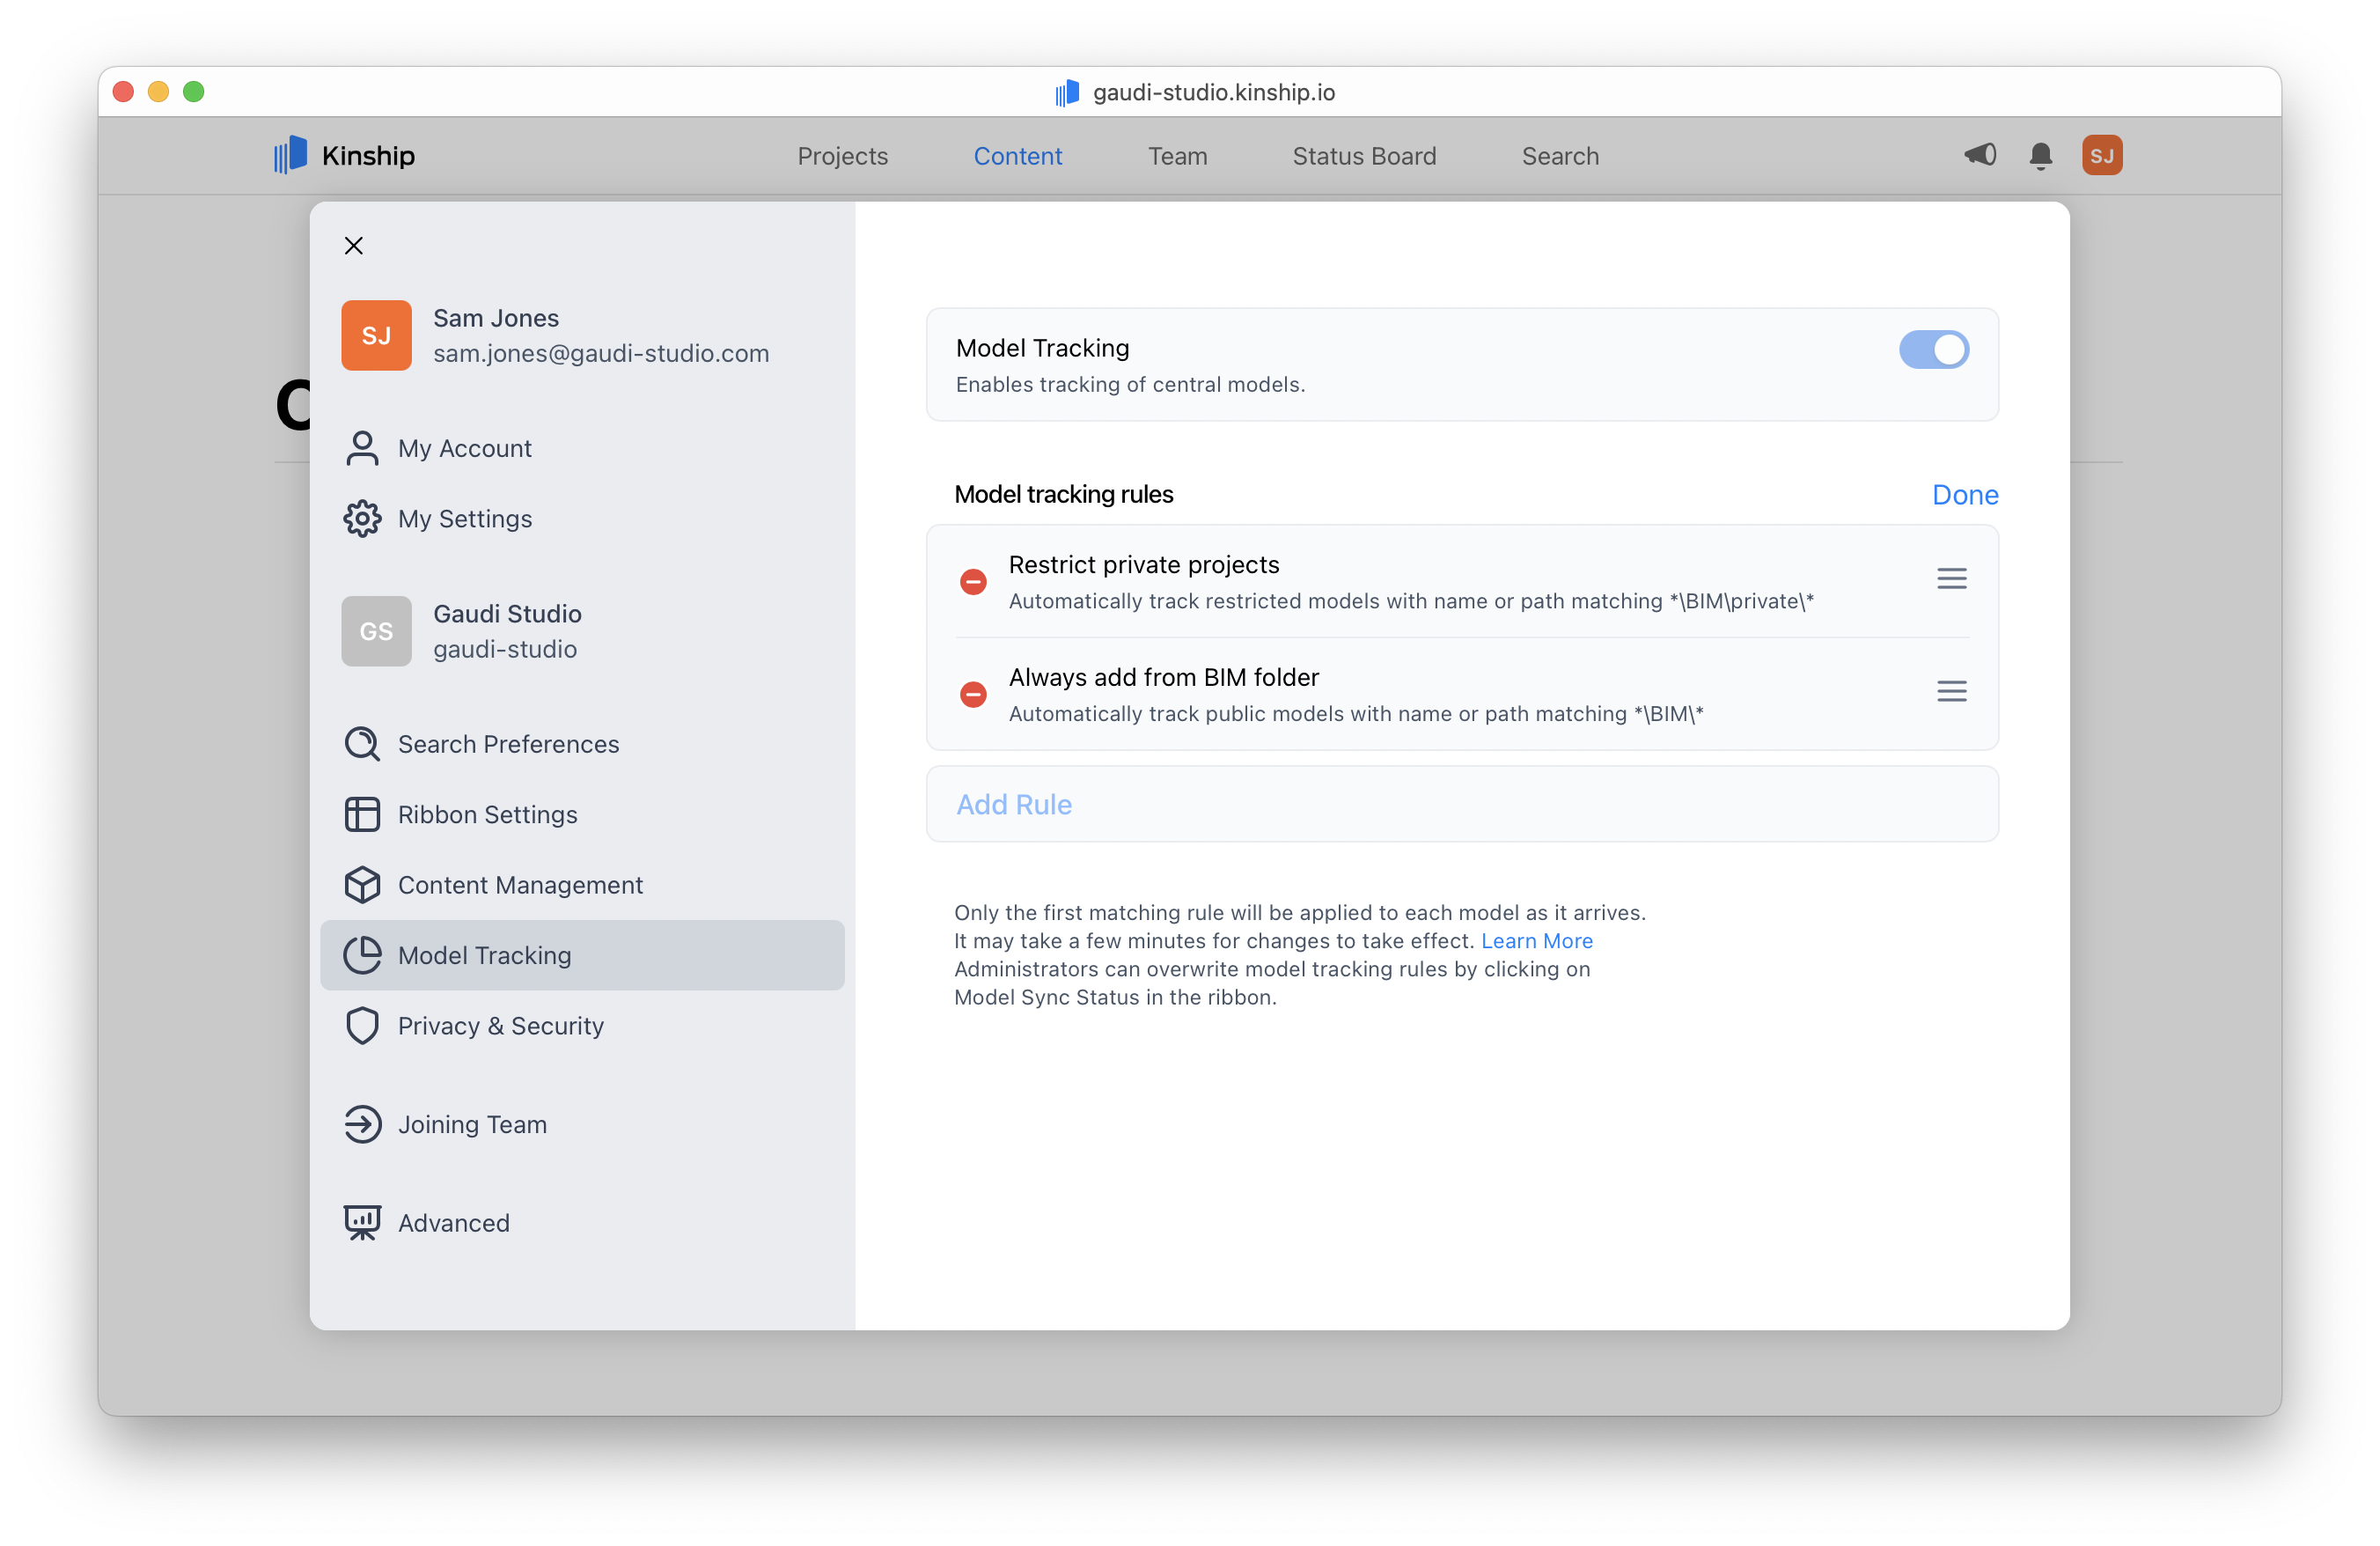 gaudi-studio.kinship.io
Kinship
Projects
Content
Team
Status Board
Search
SJ
SJ
Sam Jones
sam.jones@gaudi-studio.com
My Account
My Settings
GS
Gaudi Studio
gaudi-studio
Search Preferences
Ribbon Settings
Content Management
Model Tracking
Privacy & Security
Joining Team
Advanced
Model Tracking
Enables tracking of central models.
Model tracking rules
Done
Restrict private projects
Automatically track restricted models with name or path matching *\BIM\private\*
Always add from BIM folder
Automatically track public models with name or path matching *\BIM\*
Add Rule
Only the first matching rule will be applied to each model as it arrives.
It may take a few minutes for changes to take effect. Learn More
Administrators can overwrite model tracking rules by clicking on
Model Sync Status in the ribbon.